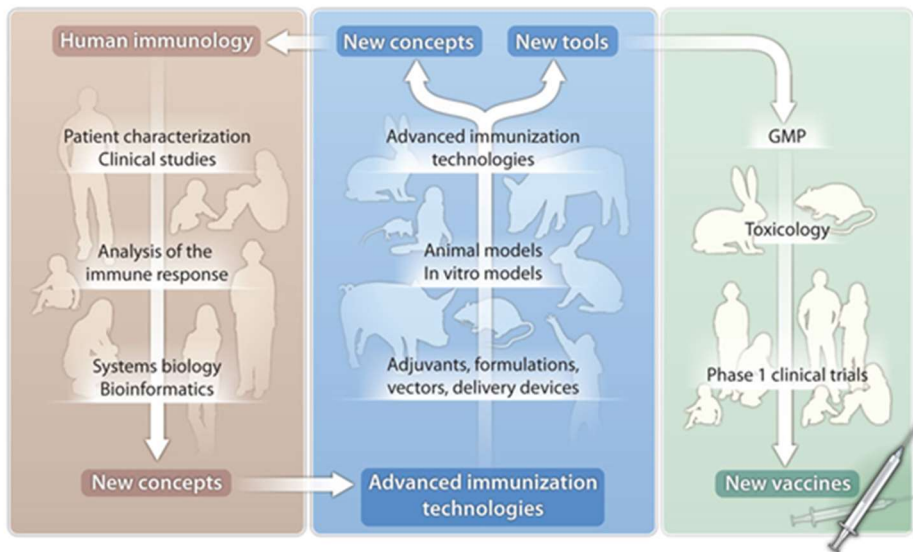 Human immunology
Patient characterization
Clinical studies
Analysis of the
immune response
Systems biology
Bioinformatics
New concepts
New concepts
New tools
Advanced immunization
technologies
Animal models
In vitro models
Adjuvants, formulations,
vectors, delivery devices
Advanced immunization
technologies
GMP
Toxicology
Phase 1 clinical trials
New vaccines